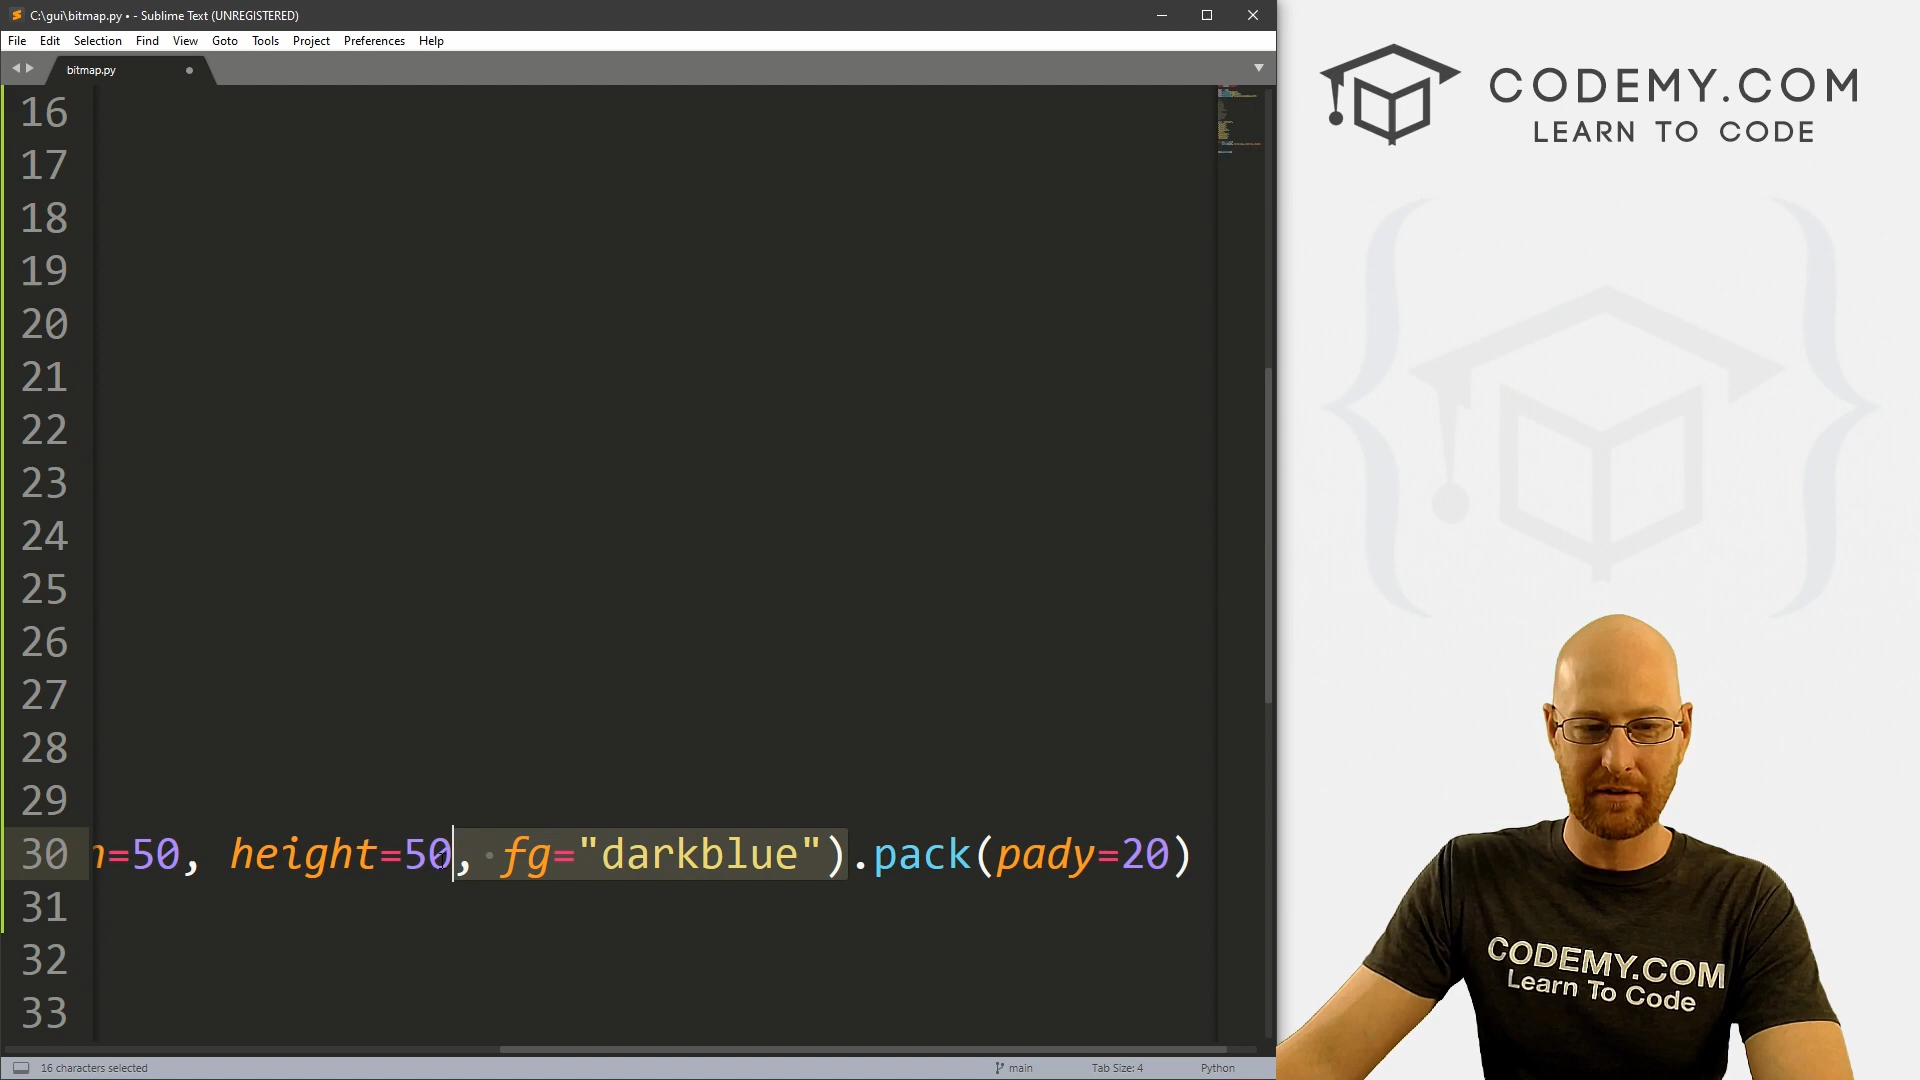 C:\gui\bitmap.py • - Sublime Text (UNREGISTERED)
File Edit Selection Find View Goto Tools Project Preferences Help
bitmap.py
16
17
18
19
20
21
22
23
24
25
26
27
28
29
30 =50, height=50, fg="darkblue").pack(pady=20)
31
32
33
16 characters selected
main
Tab Size: 4
Python
CODEMY.COM
LEARN TO CODE
CODEMY.COM
Learn To Code